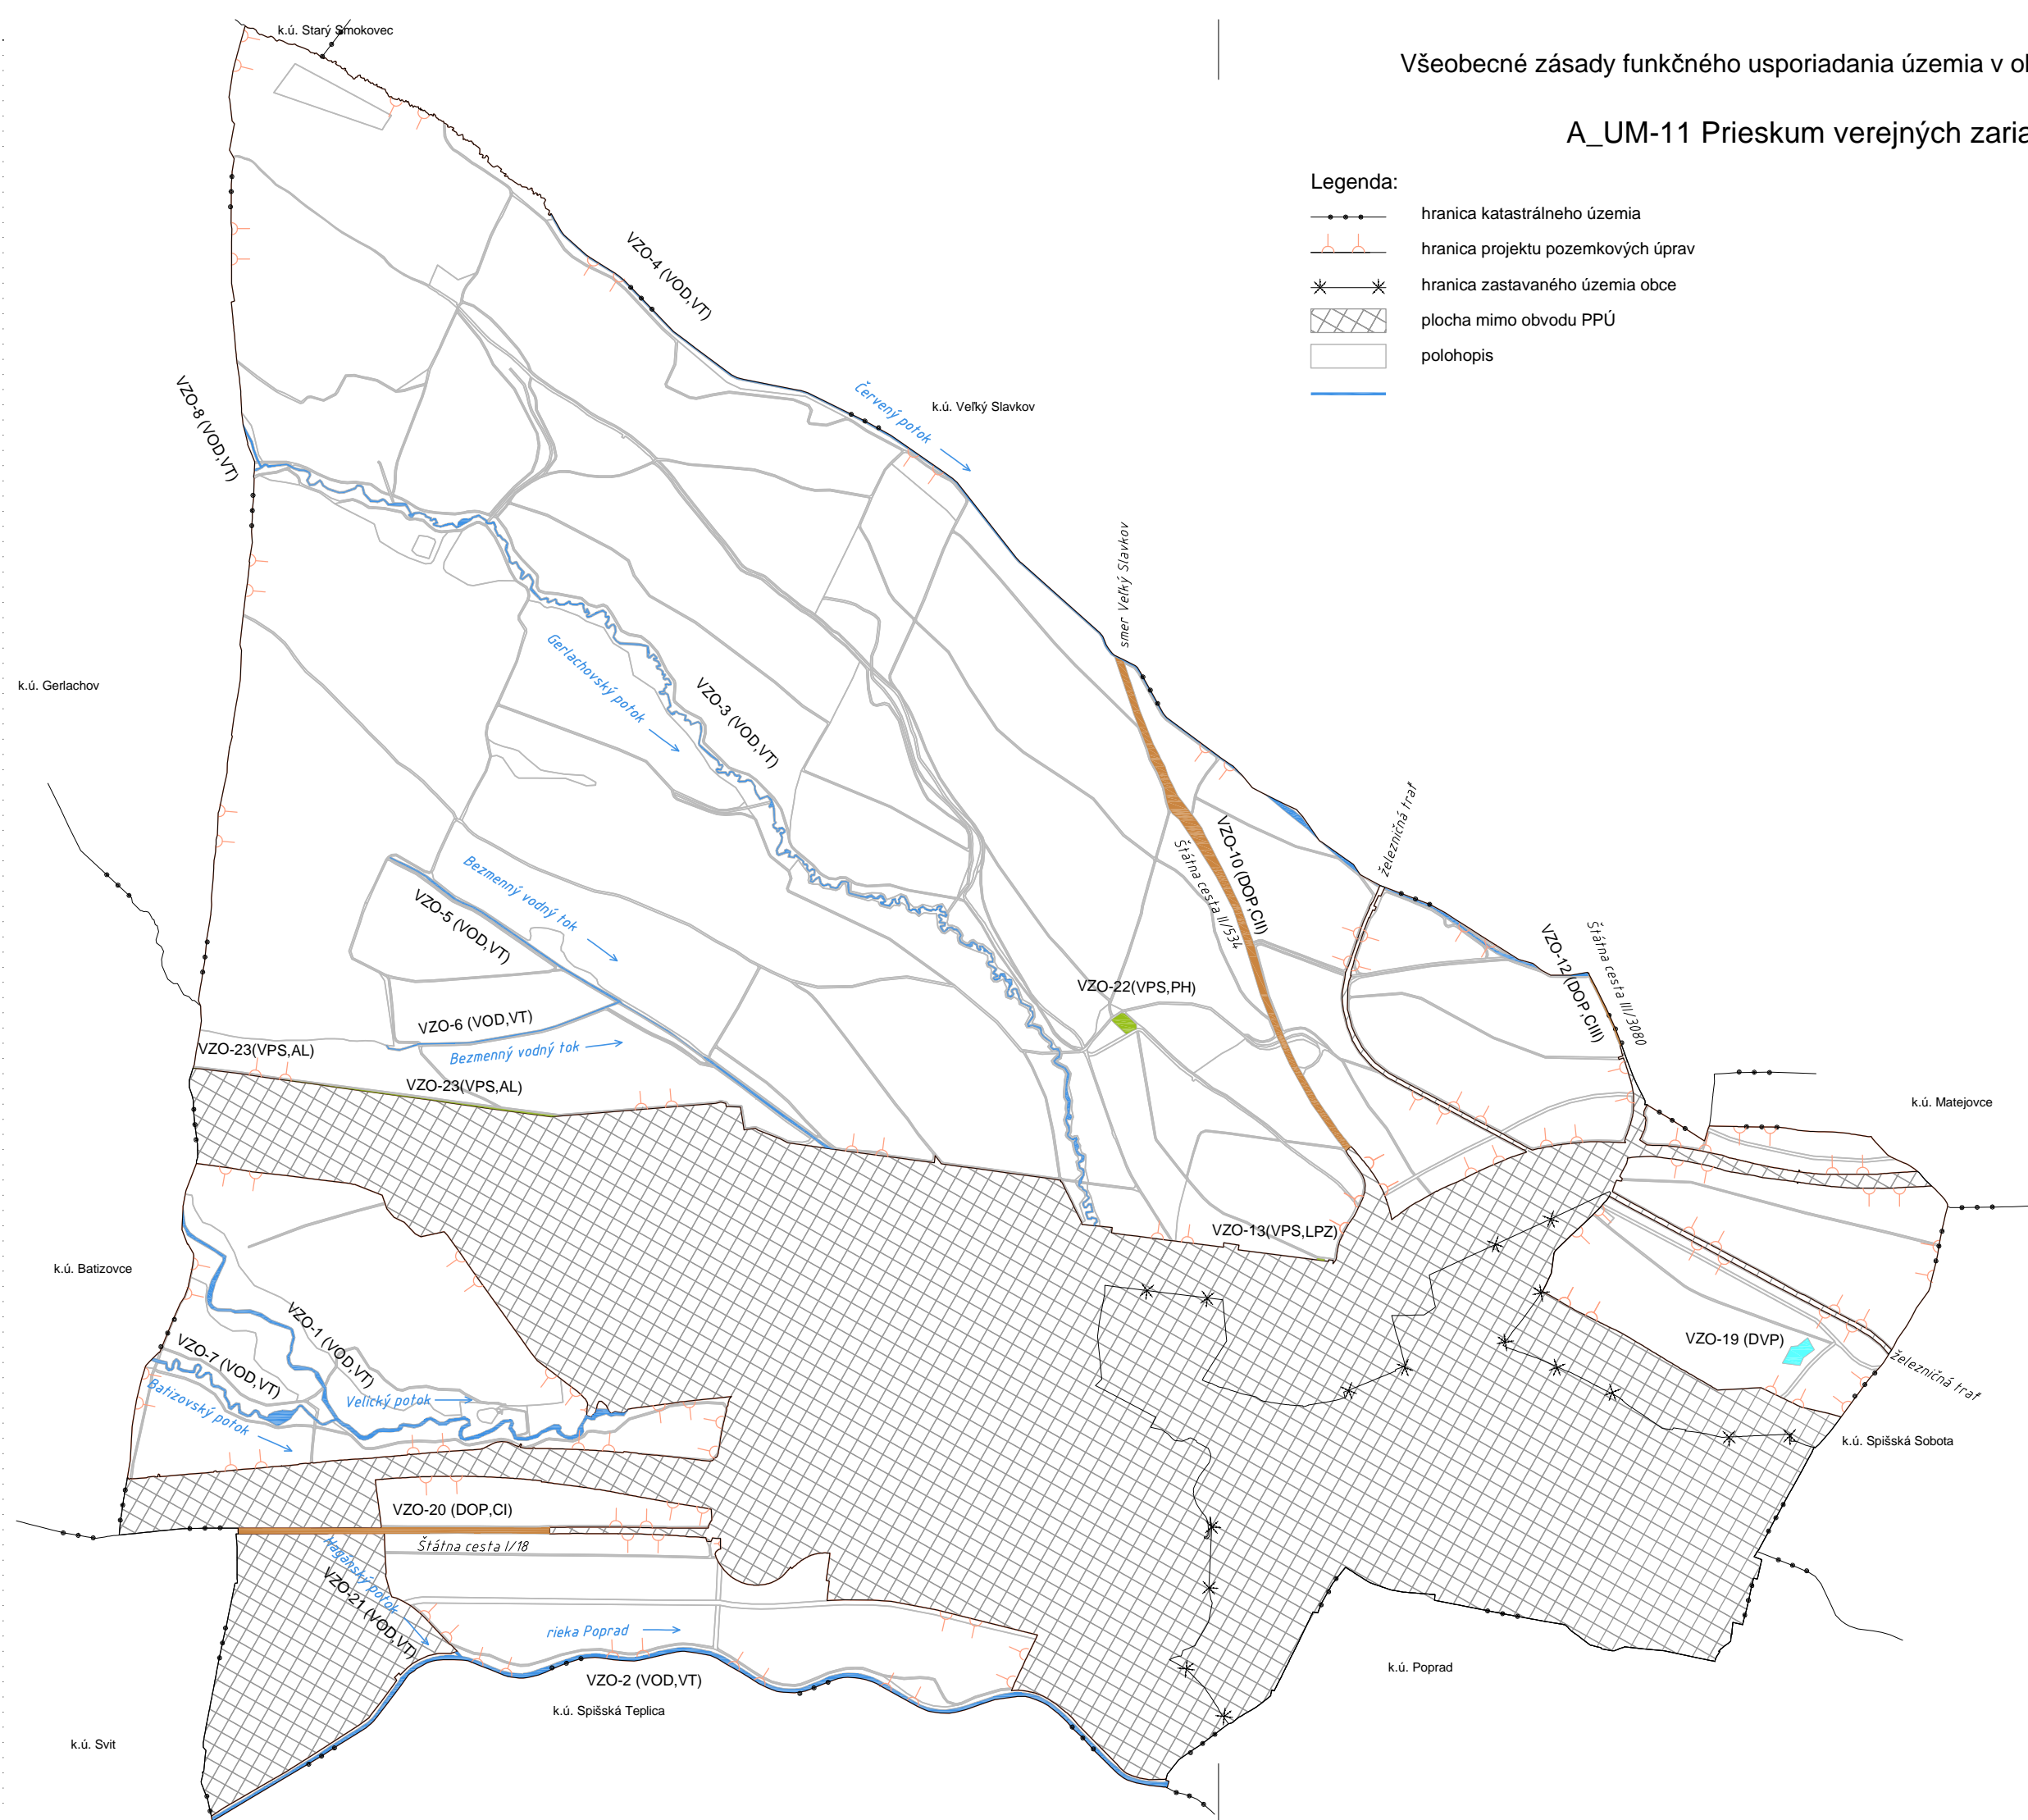 k.ú. Starý Smokovec
Všeobecné zásady funkčného usporiadania územia v
A_UM-11 Prieskum verejných
Legenda:
hranica katastrálneho územia
hranica projektu pozemkových úprav
hranica zastavaného územia obce
plocha mimo obvodu PPÚ
polohopis
VZO-4 (VOD,VT)
VZO-8 (VOD,VT)
Červený potok
k.ú. Veľký Slavkov
smer Veľký Slavkov
Gerlachovský potok
VZO-3 (VOD,VT)
k.ú. Gerlachov
železničná trať
VZO-10 (DOP,CII)
Štátna cesta II/534
Bezmenný vodný tok
VZO-5 (VOD,VT)
VZO-12 (DOP,CIII)
Štátna cesta III/3080
VZO-22(VPS,PH)
VZO-6 (VOD,VT)
Bezmenný vodný tok
VZO-23(VPS,AL)
VZO-23(VPS,AL)
k.ú. Matejovce
VZO-13(VPS,LPZ)
k.ú. Batizovce
VZO-1 (VOD,VT)
VZO-7 (VOD,VT)
Batizovský potok
Velický potok
VZO-19 (DVP)
železničná trať
k.ú. Spišská Sobota
VZO-20 (DOP,CI)
Štátna cesta I/18
Hagánsky potok
VZO-21 (VOD,VT)
rieka Poprad
VZO-2 (VOD,VT)
k.ú. Spišská Teplica
k.ú. Poprad
k.ú. Svit